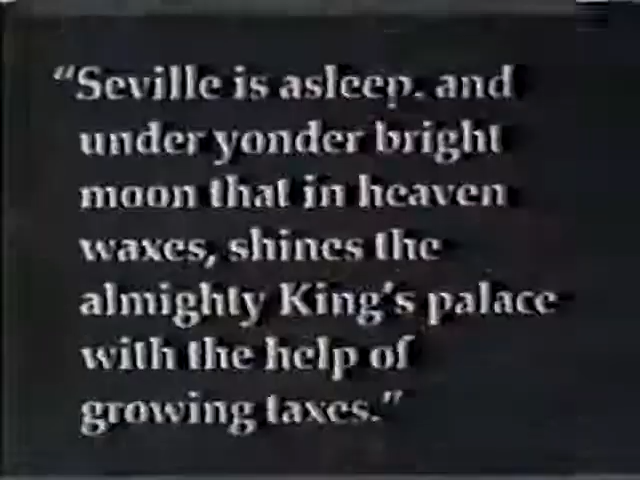 “Seville is asleep, and
under yonder bright
moon that in heaven
waxes, shines the
almighty King's palace
with the help of
growing taxes.”